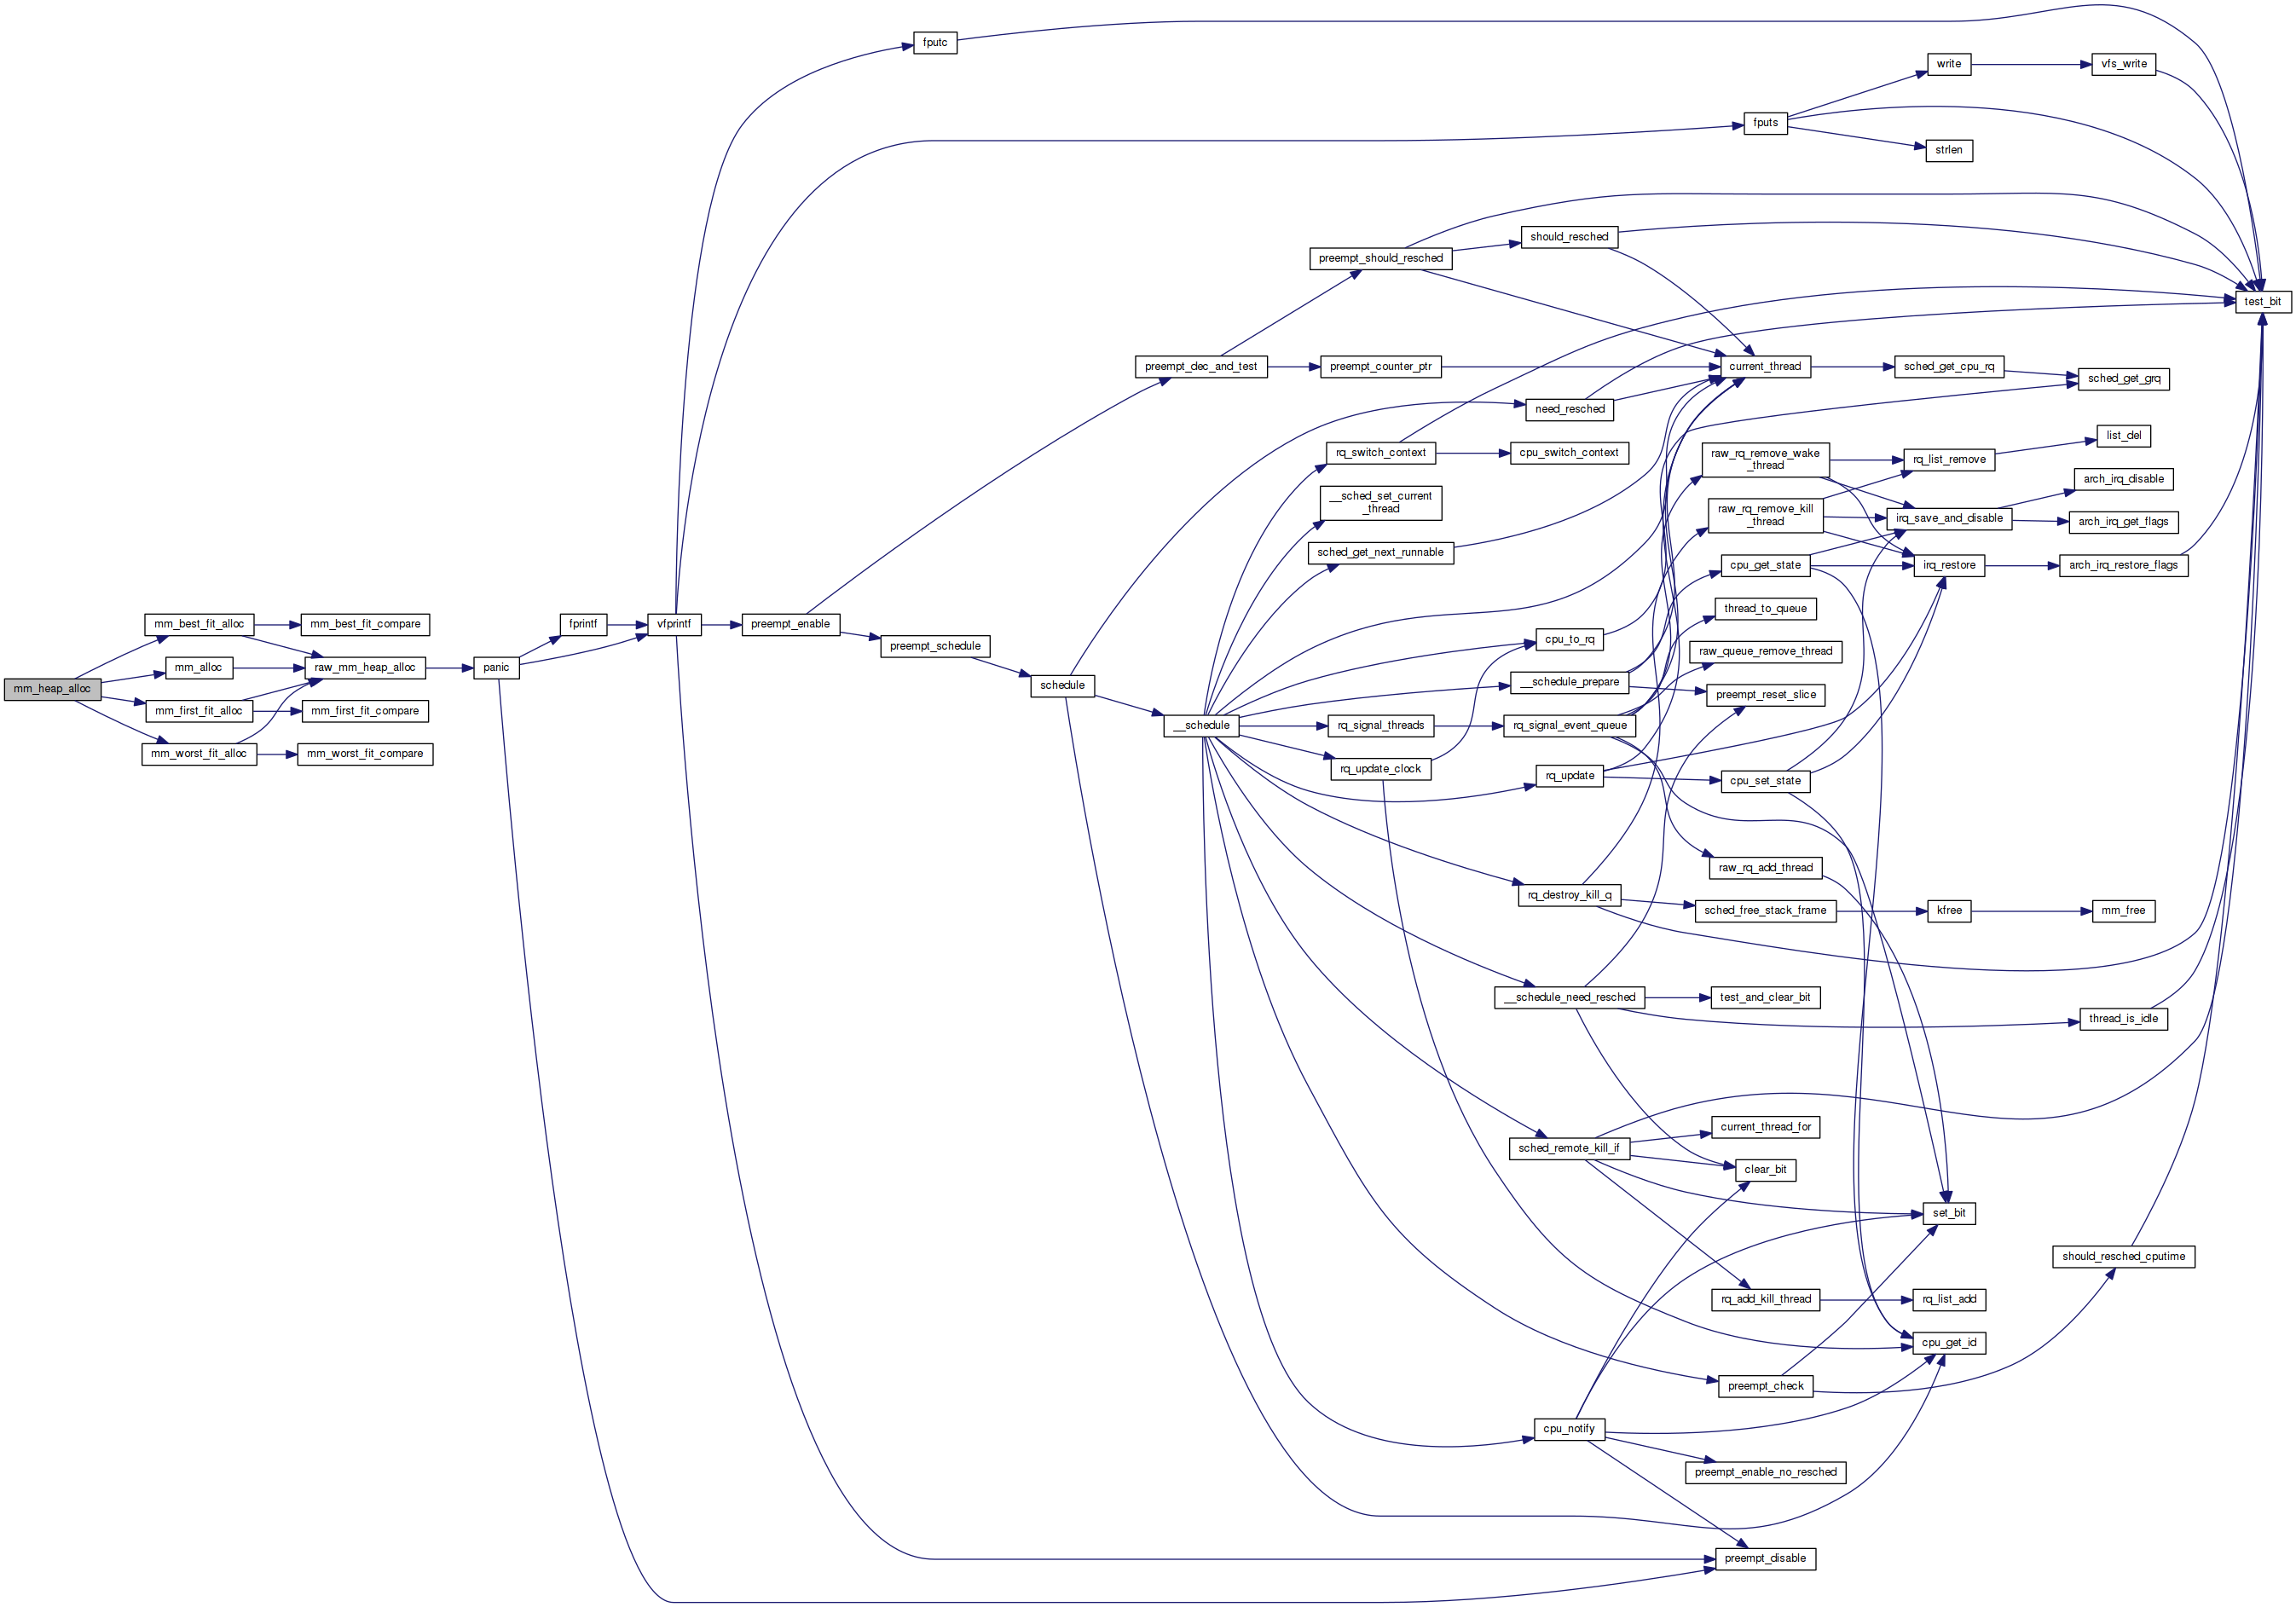 fputc
write
vfs_write
fputs
strlen
should_resched
preempt_should_resched
test_bit
preempt_dec_and_test
preempt_counter_ptr
current_thread
sched_get_cpu_rq
sched_get_grq
need_resched
list_del
rq_switch_context
cpu_switch_context
raw_rq_remove_wake
_thread
rq_list_remove
arch_irq_disable
__sched_set_current
_thread
raw_rq_remove_kill
_thread
irq_save_and_disable
arch_irq_get_flags
sched_get_next_runnable
cpu_get_state
irq_restore
arch_irq_restore_flags
thread_to_queue
mm_best_fit_alloc
mm_best_fit_compare
fprintf
vfprintf
preempt_enable
preempt_schedule
cpu_to_rq
raw_queue_remove_thread
mm_alloc
raw_mm_heap_alloc
panic
mm_heap_alloc
schedule
__schedule_prepare
preempt_reset_slice
mm_first_fit_alloc
mm_first_fit_compare
__schedule
rq_signal_threads
rq_signal_event_queue
mm_worst_fit_alloc
mm_worst_fit_compare
rq_update_clock
rq_update
cpu_set_state
raw_rq_add_thread
rq_destroy_kill_q
sched_free_stack_frame
kfree
mm_free
__schedule_need_resched
test_and_clear_bit
thread_is_idle
current_thread_for
sched_remote_kill_if
clear_bit
set_bit
should_resched_cputime
rq_add_kill_thread
rq_list_add
cpu_get_id
preempt_check
cpu_notify
preempt_enable_no_resched
preempt_disable